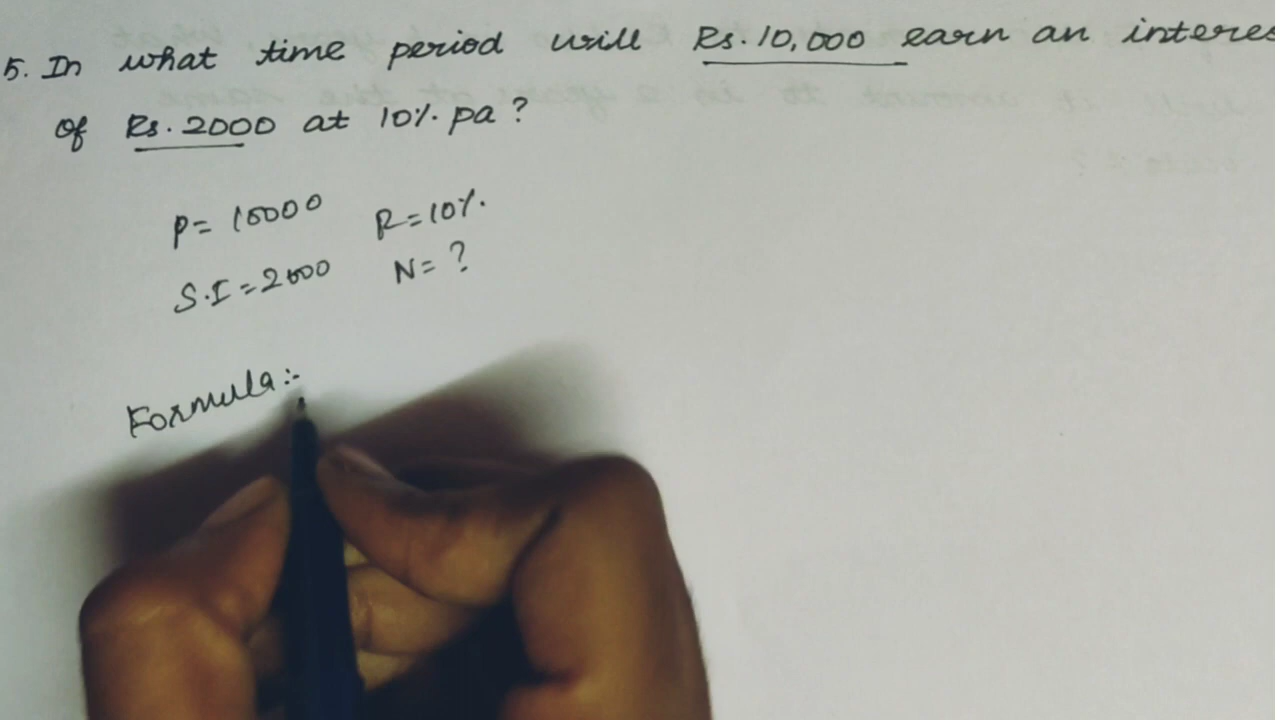 5. In what time period will Rs. 10,000 earn an interes
of Rs. 2000 at 10%. pa?
P = 10000 R = 10%.
S.I = 2000 N = ?
Formula :-